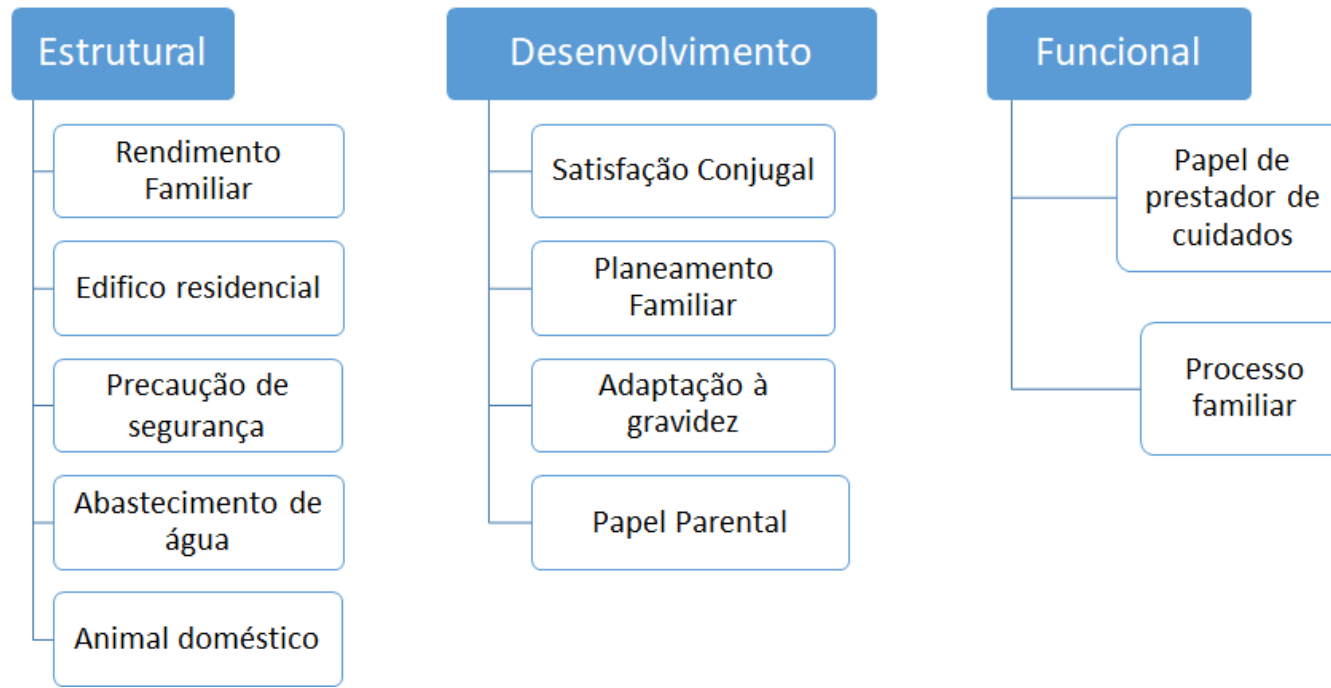 Estrutural
Rendimento
Familiar
Edifico residencial
Precaução de
segurança
Abastecimento de
água
Animal doméstico
Desenvolvimento
Satisfação Conjugal
Planeamento
Familiar
Adaptação à
gravidez
Papel Parental
Funcional
Papel de
prestador de
cuidados
Processo
familiar